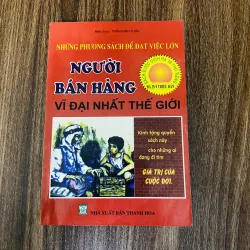 NHỮNG PHƯƠNG SÁCH ĐỂ ĐẠT VIỆC LỚN
NGƯỜI
BÁN HÀNG
VĨ ĐẠI NHẤT THẾ GIỚI
Kính tặng quyển
sách này
cho những ai
đang đi tìm
GIÁ TRỊ CỦA
CUỘC ĐỜI.
NHÀ XUẤT BẢN THANH HOA